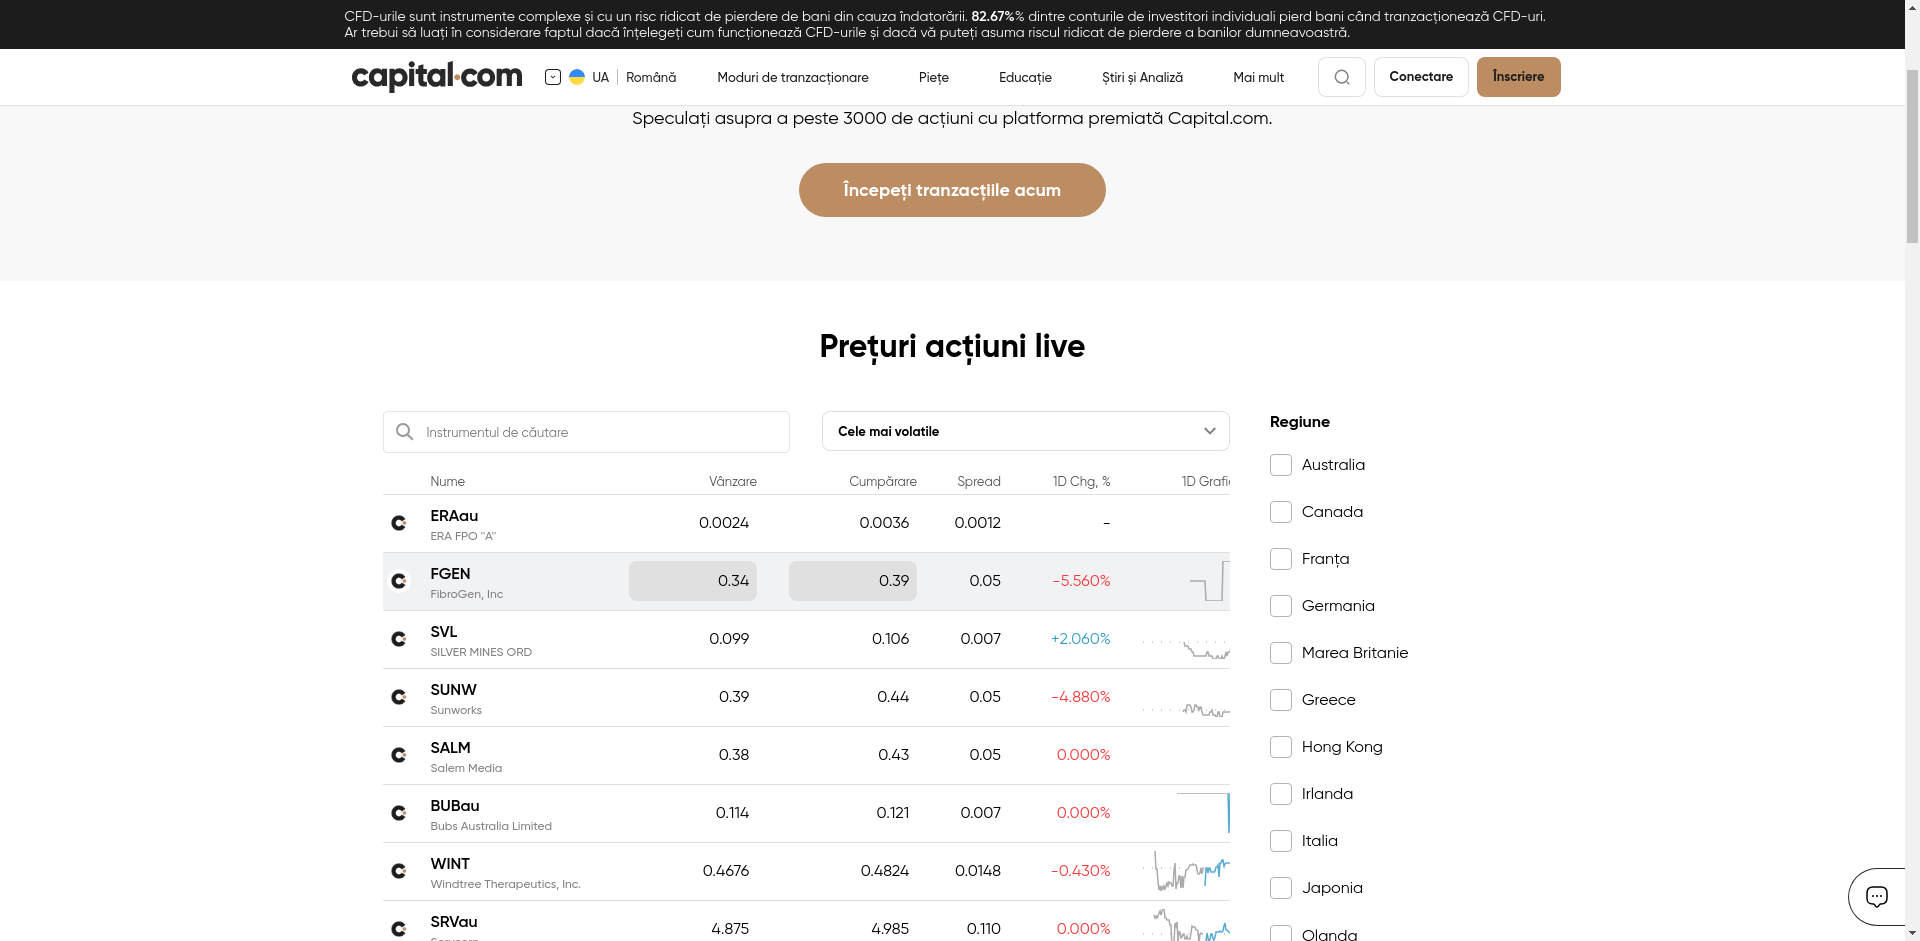 CFD-urile sunt instrumente complexe și cu un risc ridicat de pierdere de bani din cauza îndatorării. 82.67%% dintre conturile de investitori individuali pierd bani când tranzacționează CFD-uri.
Ar trebui să luați în considerare faptul dacă înțelegeți cum funcționează CFD-urile și dacă vă puteți asuma riscul ridicat de pierdere a banilor dumneavoastră.
capital.com UA Română Moduri de tranzacționare Piețe Educație Știri și Analiză Mai mult Conectare Înscriere
Speculați asupra a peste 3000 de acțiuni cu platforma premiată Capital.com.
Începeți tranzacțiile acum
Prețuri acțiuni live
Instrumentul de căutare
Cele mai volatile
Nume Vânzare Cumpărare Spread 1D Chg, % 1D Grafic
ERAau 0.0024 0.0036 0.0012 -
ERA FPO "A"
FGEN 0.34 0.39 0.05 -5.560%
FibroGen, Inc
SVL 0.099 0.106 0.007 +2.060%
SILVER MINES ORD
SUNW 0.39 0.44 0.05 -4.880%
Sunworks
SALM 0.38 0.43 0.05 0.000%
Salem Media
BUBau 0.114 0.121 0.007 0.000%
Bubs Australia Limited
WINT 0.4676 0.4824 0.0148 -0.430%
Windtree Therapeutics, Inc.
SRVau 4.875 4.985 0.110 0.000%
Regiune
Australia
Canada
Franța
Germania
Marea Britanie
Greece
Hong Kong
Irlanda
Italia
Japonia
Olanda